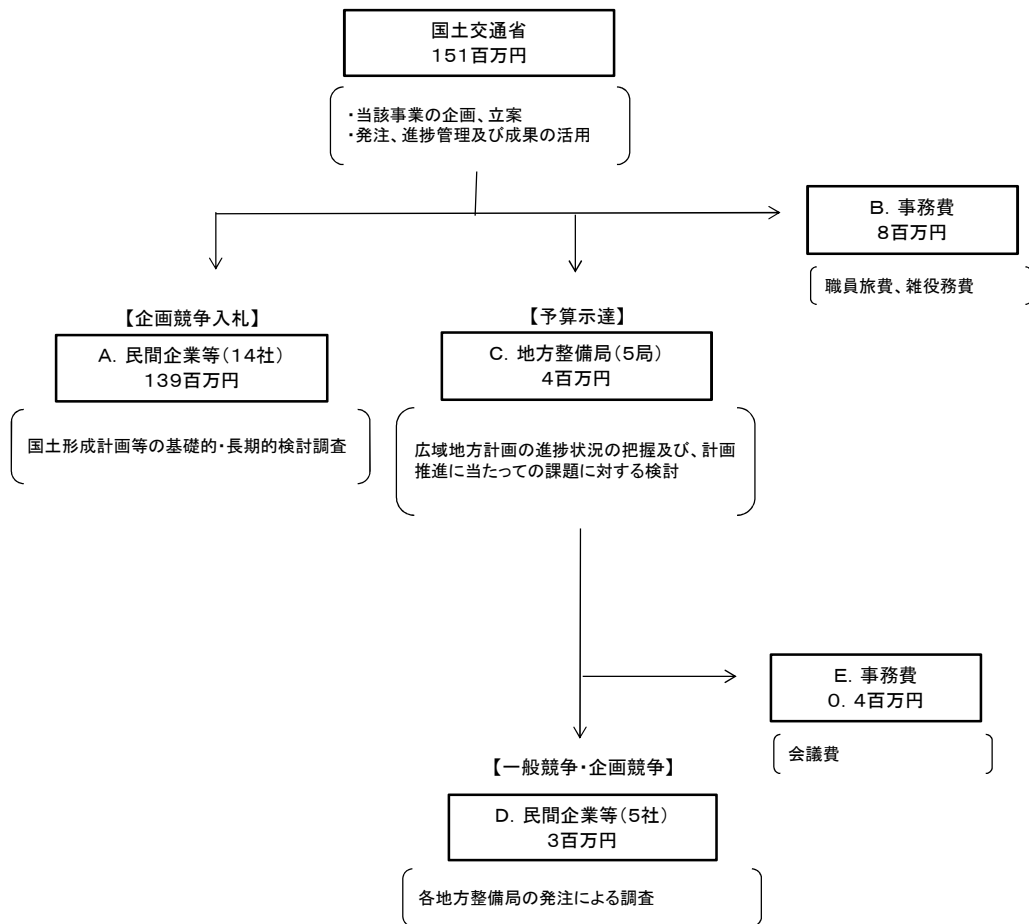 国土交通省
151百万円
・当該事業の企画、立案
・発注、進捗管理及び成果の活用
B．事務費
8百万円
職員旅費、雑役務費
【企画競争入札】
A．民間企業等（14社）
139百万円
国土形成計画等の基礎的・長期的検討調査
【予算示達】
C．地方整備局（5局）
4百万円
広域地方計画の進捗状況の把握及び、計画
推進に当たっての課題に対する検討
E．事務費
0．4百万円
会議費
【一般競争・企画競争】
D．民間企業等（5社）
3百万円
各地方整備局の発注による調査